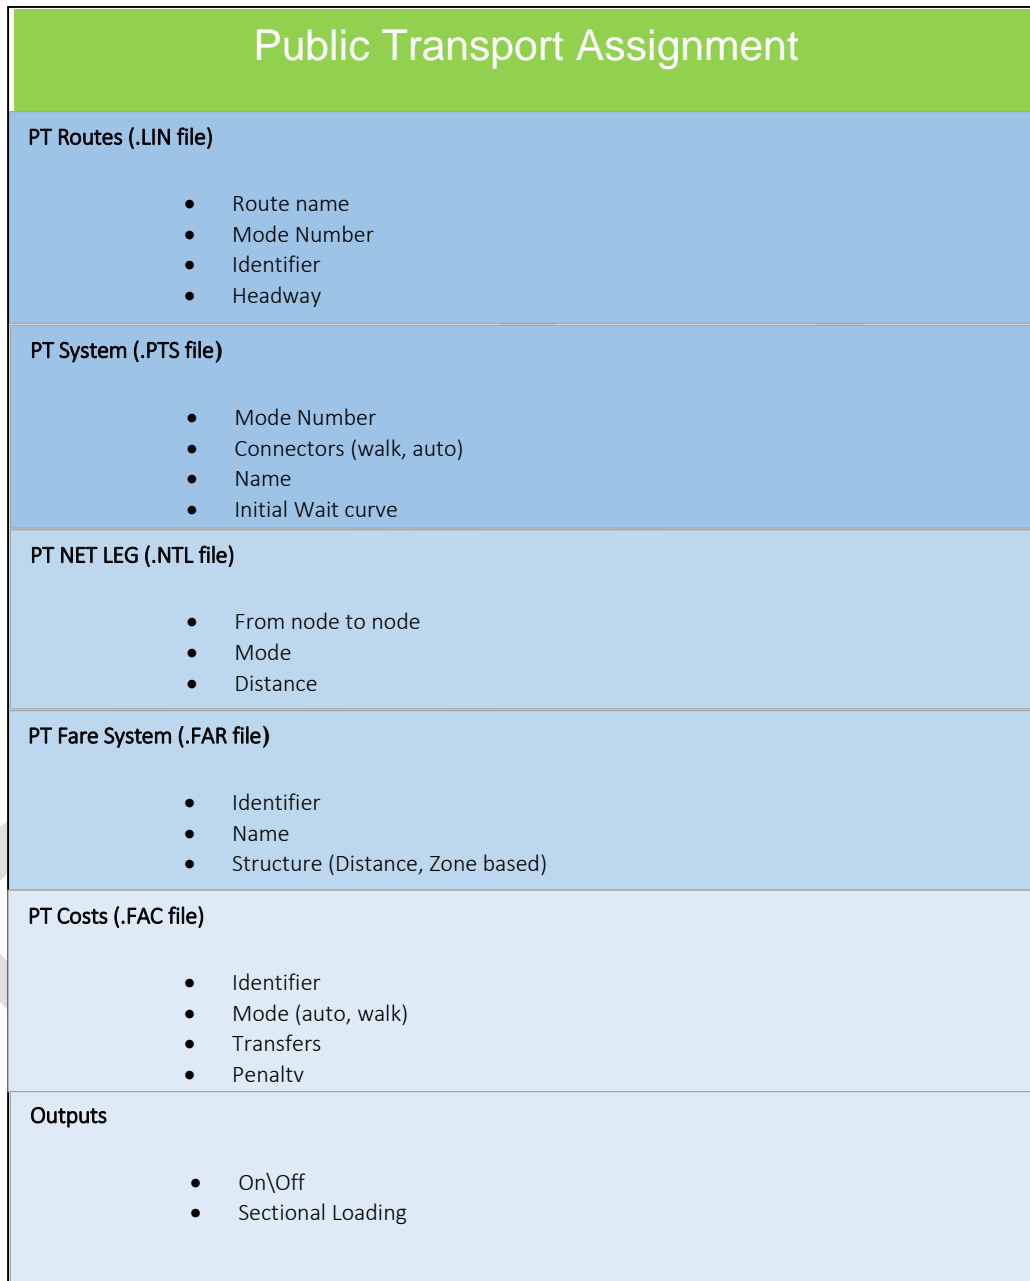 Public Transport Assignment
PT Routes (.LIN file)
• Route name
• Mode Number
• Identifier
• Headway
PT System (.PTS file)
• Mode Number
• Connectors (walk, auto)
• Name
• Initial Wait curve
PT NET LEG (.NTL file)
• From node to node
• Mode
• Distance
PT Fare System (.FAR file)
• Identifier
• Name
• Structure (Distance, Zone based)
PT Costs (.FAC file)
• Identifier
• Mode (auto, walk)
• Transfers
• Penalty
Outputs
• On\Off
• Sectional Loading